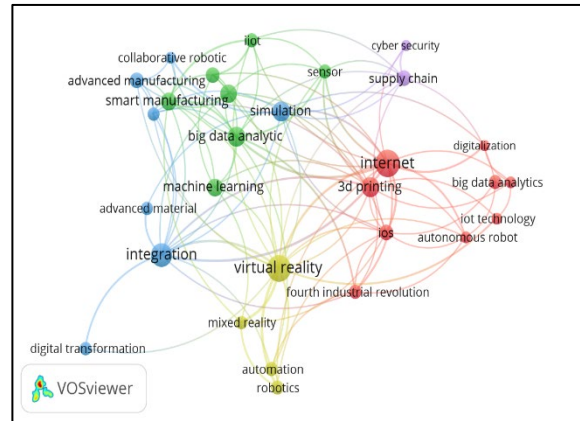 iiot
cyber security
collaborative robotic
sensor
supply chain
advanced manufacturing
smart manufacturing
simulation
big data analytic
digitalization
internet
3d printing
big data analytics
machine learning
advanced material
iot technology
ios
autonomous robot
integration
virtual reality
fourth industrial revolution
mixed reality
digital transformation
automation
robotics
VOSviewer